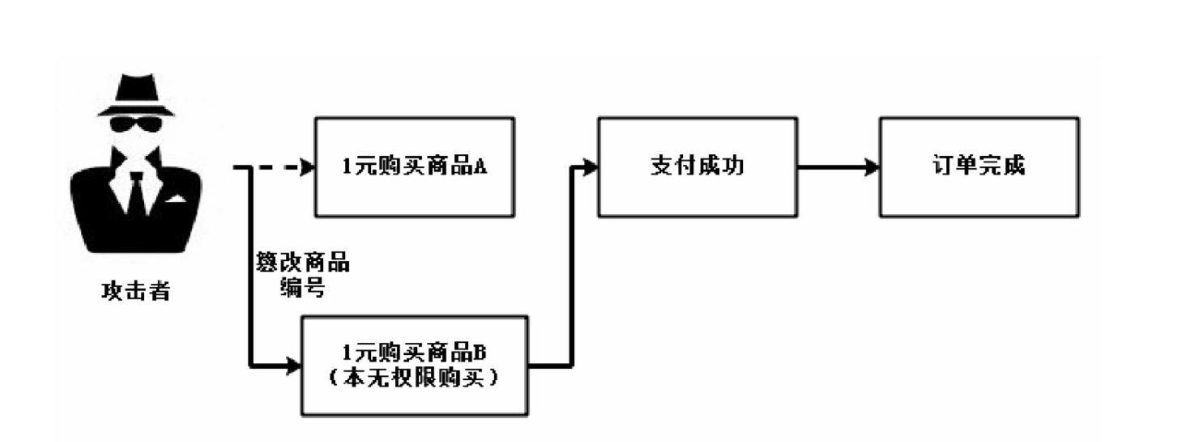 1元购买商品A
支付成功
订单完成
篡改商品
编号
攻击者
1元购买商品B
（本无权限购买）